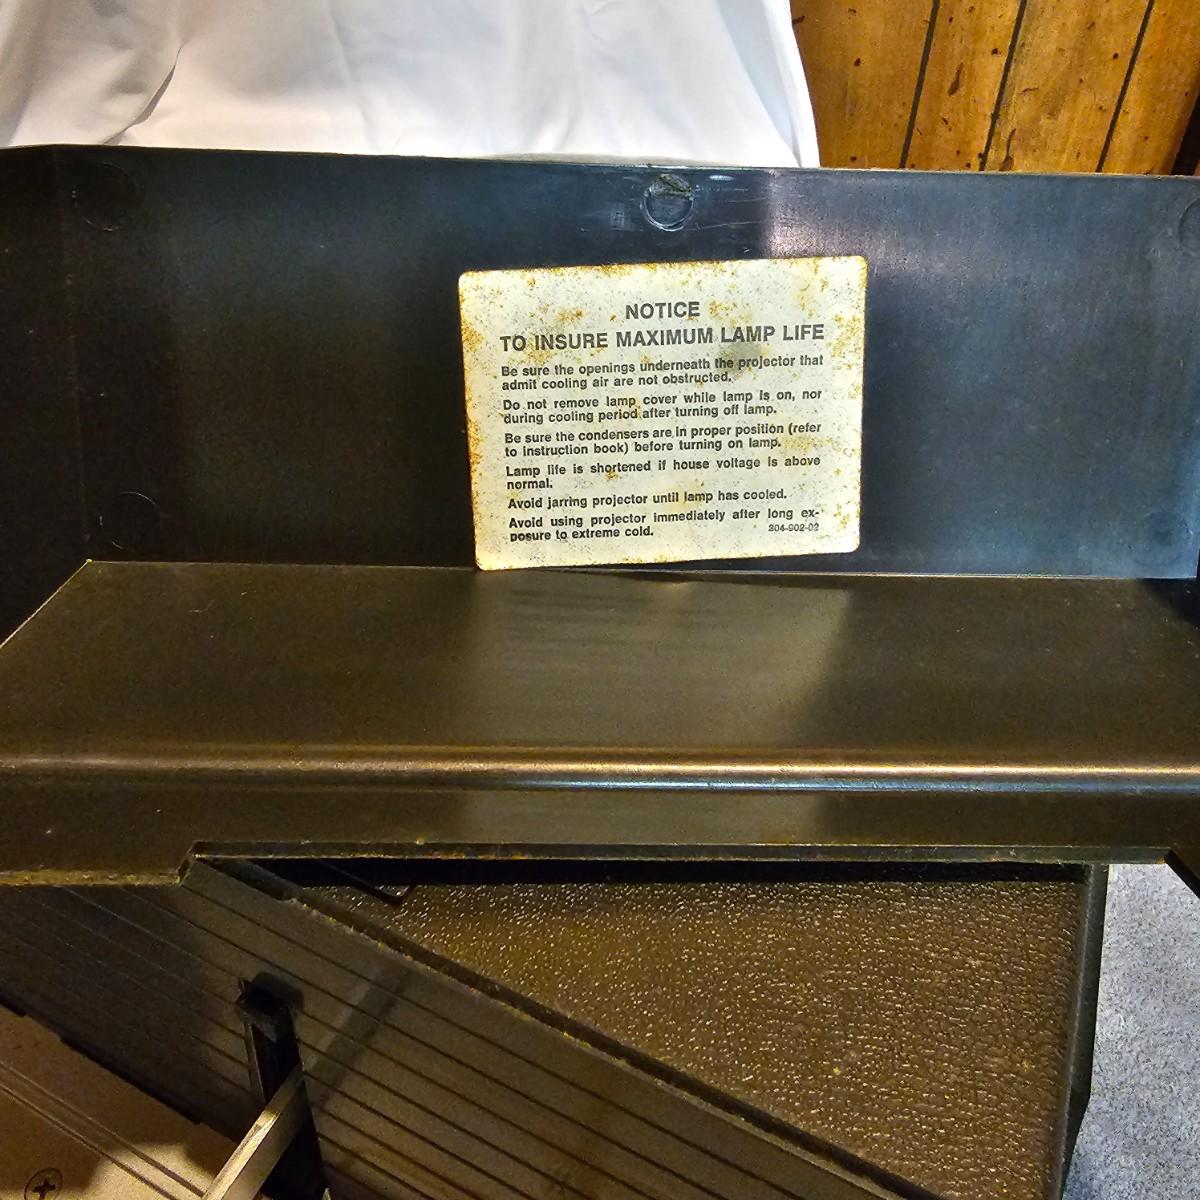 NOTICE
TO INSURE MAXIMUM LAMP LIFE
Be sure the openings underneath the projector that
admit cooling air are not obstructed.
Do not remove lamp cover while lamp is on, nor
during cooling period after turning off lamp.
Be sure the condensers are in proper position (refer
to instruction book) before turning on lamp.
Lamp life is shortened if house voltage is above
normal.
Avoid jarring projector until lamp has cooled.
Avoid using projector immediately after long ex-
posure to extreme cold. 304-902-02